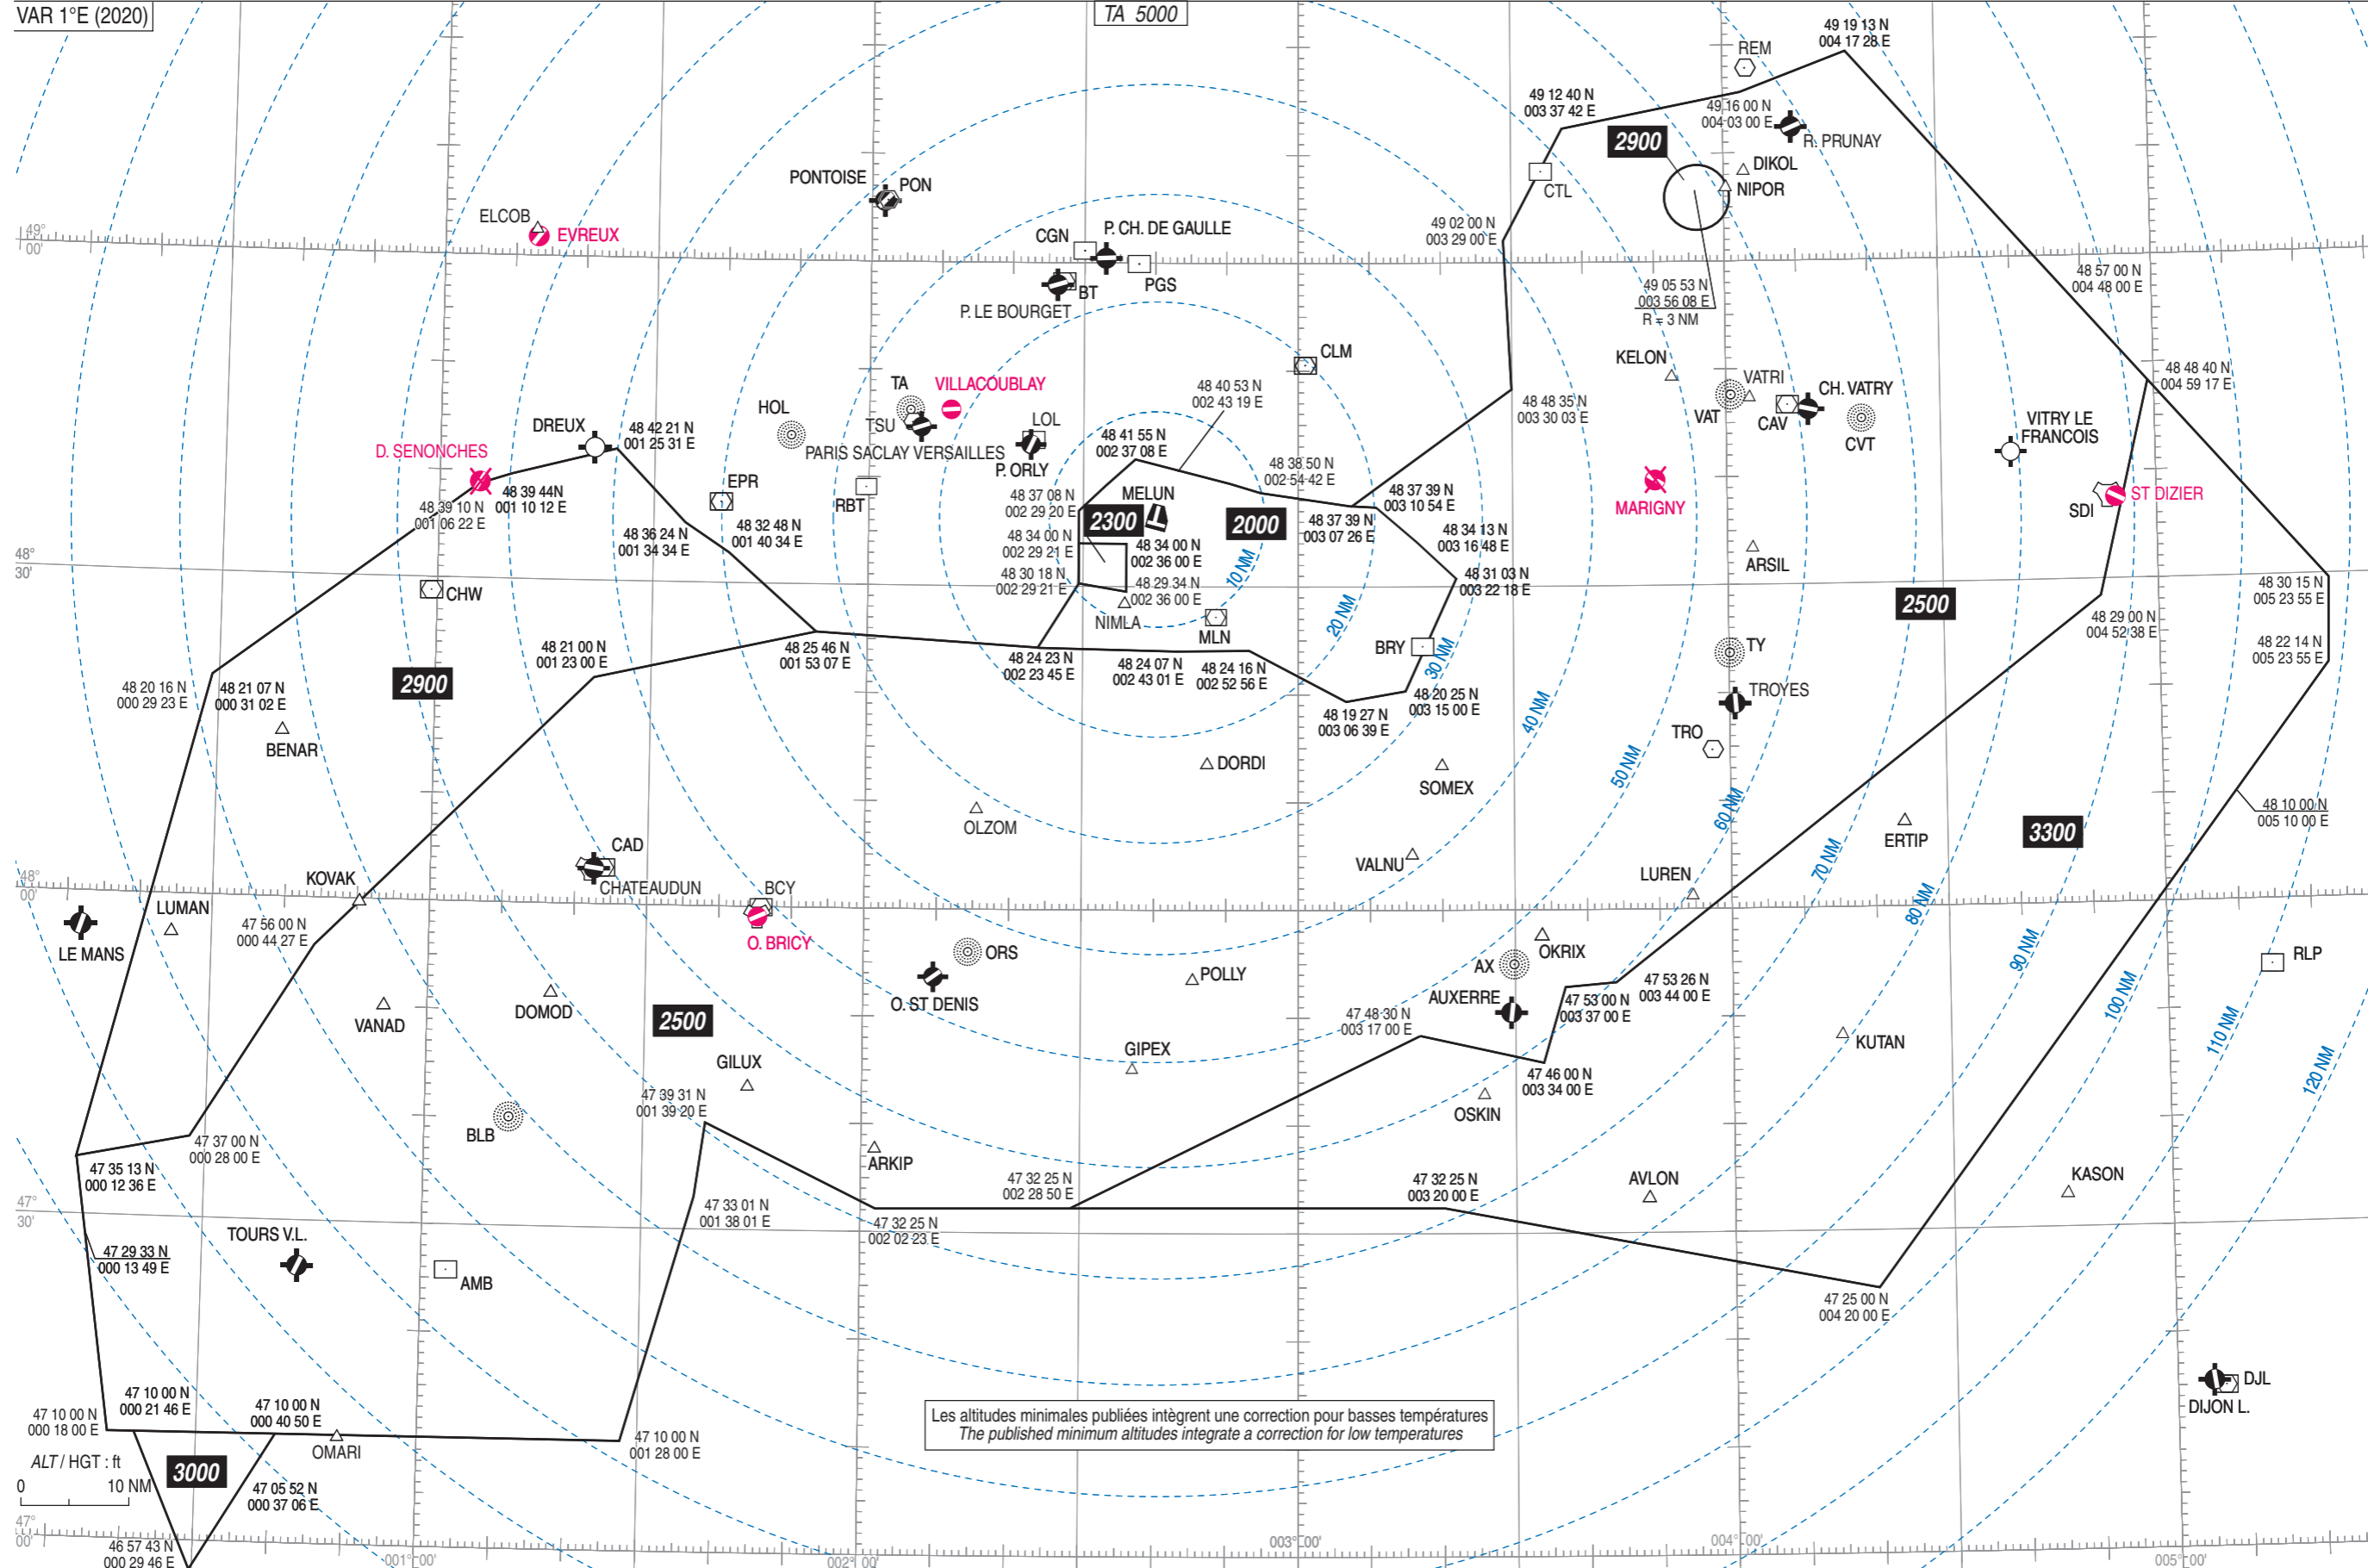 VAR 1°E (2020)
TA 5000
49 19 13 N
004 17 28 E
REM
49 12 40 N
003 37 42 E
49 16 00 N
004 03 00 E
2900
R. PRUNAY
DIKOL
NIPOR
CTL
PONTOISE
PON
ELCOB
EVREUX
49°
00'
CGN
P. CH. DE GAULLE
PGS
BT
P. LE BOURGET
49 02 00 N
003 29 00 E
49 05 53 N
003 56 08 E
R = 3 NM
48 57 00 N
004 48 00 E
CLM
KELON
48 48 40 N
004 59 17 E
TA
VILLACOUBLAY
HOL
TSU
PARIS SACLAY VERSAILLES
LOL
P. ORLY
48 40 53 N
002 43 19 E
48 48 35 N
003 30 03 E
VATRI
VAT
CAV
CH. VATRY
CVT
VITRY LE
FRANCOIS
DREUX
48 42 21 N
001 25 31 E
D. SENONCHES
48 39 44N
001 10 12 E
48 39 10 N
001 06 22 E
EPR
RBT
48 41 55 N
002 37 08 E
48 38 50 N
002 54 42 E
48 37 08 N
002 29 20 E
MELUN
2300
2000
48 37 39 N
003 10 54 E
48 37 39 N
003 07 26 E
MARIGNY
SDI
ST DIZIER
48 36 24 N
001 34 34 E
48 32 48 N
001 40 34 E
48 34 00 N
002 29 21 E
48 34 00 N
002 36 00 E
48 34 13 N
003 16 48 E
48°
30'
48 30 18 N
002 29 21 E
48 29 34 N
002 36 00 E
10 NM
48 31 03 N
003 22 18 E
ARSIL
48 30 15 N
005 23 55 E
CHW
NIMLA
MLN
20 NM
2500
48 29 00 N
004 52 38 E
48 21 00 N
001 23 00 E
48 25 46 N
001 53 07 E
48 24 23 N
002 23 45 E
48 24 07 N
002 43 01 E
48 24 16 N
002 52 56 E
BRY
30 NM
TY
48 22 14 N
005 23 55 E
2900
48 20 16 N
000 29 23 E
48 21 07 N
000 31 02 E
BENAR
48 19 27 N
003 06 39 E
48 20 25 N
003 15 00 E
40 NM
TROYES
TRO
DORDI
SOMEX
50 NM
60 NM
48 10 00 N
005 10 00 E
OLZOM
ERTIP
3300
CAD
CHATEAUDUN
VALNU
70 NM
KOVAK
48°
00'
BCY
O. BRICY
LUREN
80 NM
LUMAN
LE MANS
47 56 00 N
000 44 27 E
ORS
O. ST DENIS
POLLY
OKRIX
AX
AUXERRE
90 NM
RLP
47 53 26 N
003 44 00 E
47 53 00 N
003 37 00 E
VANAD
DOMOD
2500
47 48 30 N
003 17 00 E
100 NM
110 NM
KUTAN
120 NM
GILUX
GIPEX
47 46 00 N
003 34 00 E
47 39 31 N
001 39 20 E
OSKIN
BLB
47 37 00 N
000 28 00 E
47 35 13 N
000 12 36 E
ARKIP
47 32 25 N
002 28 50 E
47 32 25 N
003 20 00 E
AVLON
KASON
47°
30'
47 33 01 N
001 38 01 E
47 32 25 N
002 02 23 E
TOURS V.L.
47 29 33 N
000 13 49 E
AMB
47 25 00 N
004 20 00 E
DJL
DIJON L.
47 10 00 N
000 18 00 E
47 10 00 N
000 21 46 E
47 10 00 N
000 40 50 E
OMARI
47 10 00 N
001 28 00 E
Les altitudes minimales publiées intègrent une correction pour basses températures
The published minimum altitudes integrate a correction for low temperatures
ALT / HGT : ft
0 10 NM
3000
47 05 52 N
000 37 06 E
47°
00'
46 57 43 N
000 29 46 E
001° 00'
002° 00'
003° 00'
004° 00'
005° 00'